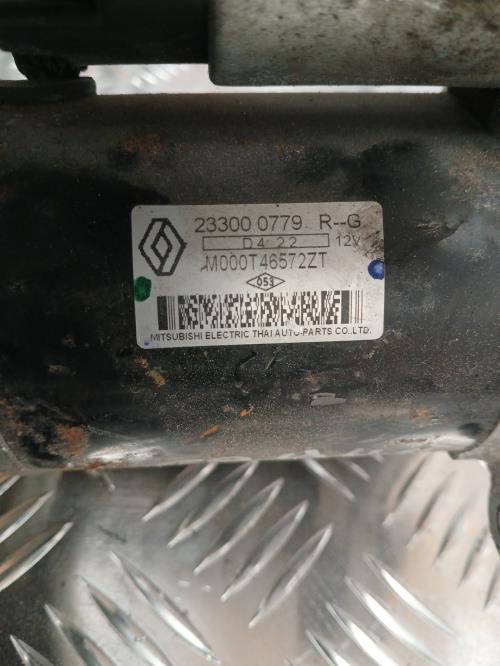 23300 0779 R--G
D4 22 12V
M000T46572ZT
053
MITSUBISHI ELECTRIC THAI AUTO-PARTS CO.,LTD.